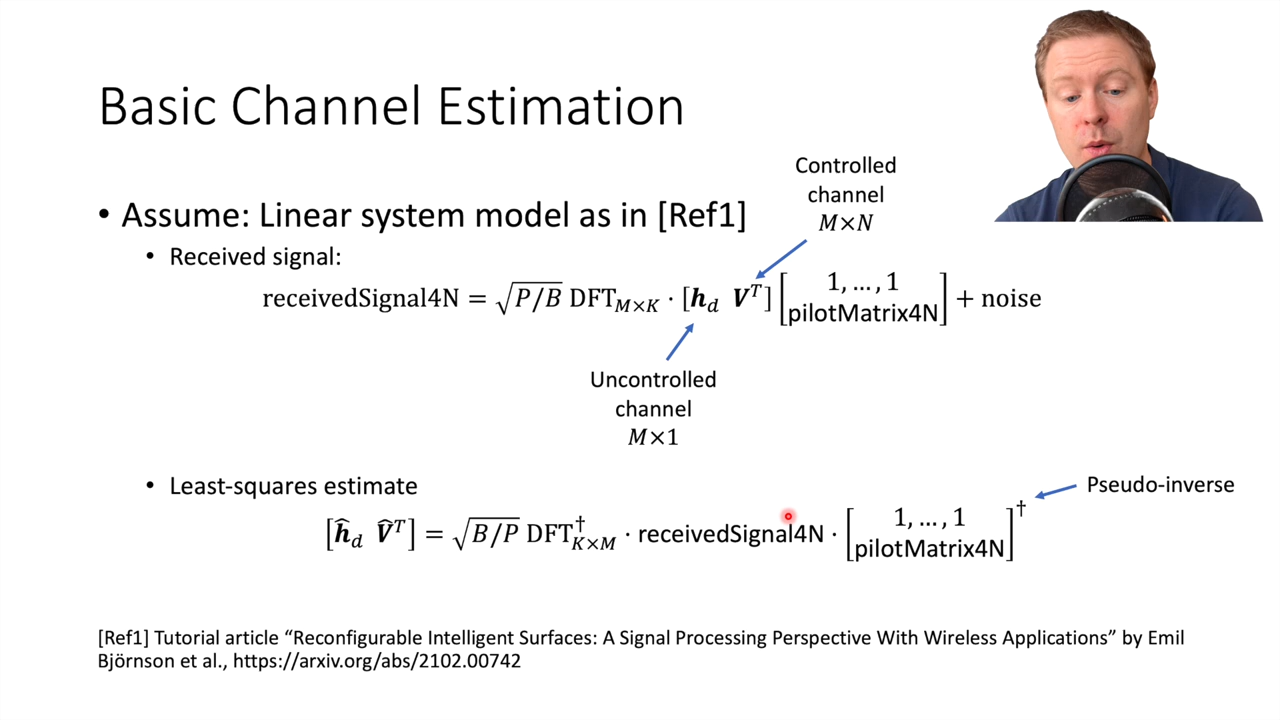 Basic Channel Estimation
Controlled
channel
M×N
• Assume: Linear system model as in [Ref1]
• Received signal:
receivedSignal4N = √P/B DFT_{M×K} · [h_d V^T] [1, … , 1 pilotMatrix4N] + noise
Uncontrolled
channel
M×1
• Least-squares estimate
Pseudo-inverse
[ĥ_d V̂^T] = √B/P DFT^†_{K×M} · receivedSignal4N · [1, … , 1 pilotMatrix4N]^†
[Ref1] Tutorial article “Reconfigurable Intelligent Surfaces: A Signal Processing Perspective With Wireless Applications” by Emil
Björnson et al., https://arxiv.org/abs/2102.00742